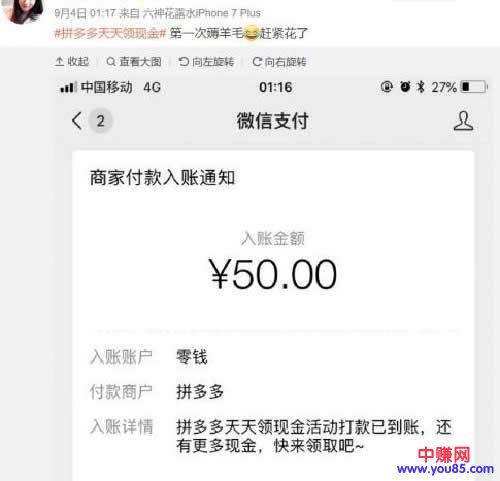 9月4日 01:17 来自 六神花露水iPhone 7 Plus
#拼多多天天领现金# 第一次薅羊毛😂赶紧花了
收起 查看大图 向左旋转 向右旋转
中国移动 4G 01:16 27%
2 微信支付
商家付款入账通知
入账金额
¥50.00
入账账户 零钱
付款商户 拼多多
入账详情 拼多多天天领现金活动打款已到账，还
有更多现金，快来领取吧~
中赚网
www.you85.com